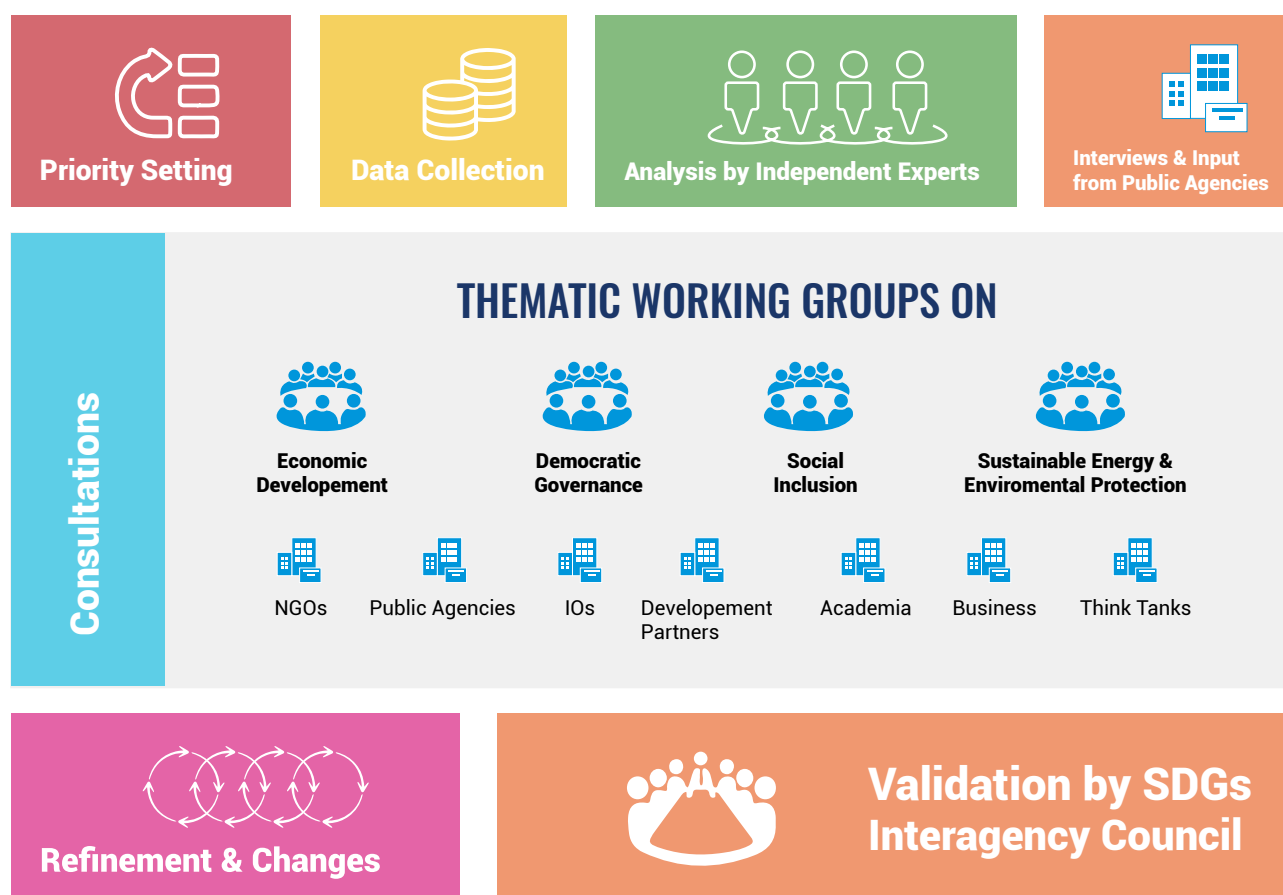 Priority Setting
Data Collection
Analysis by Independent Experts
Interviews & Input
from Public Agencies
Consultations
THEMATIC WORKING GROUPS ON
Economic
Developement
Democratic
Governance
Social
Inclusion
Sustainable Energy &
Enviromental Protection
NGOs
Public Agencies
IOs
Developement
Partners
Academia
Business
Think Tanks
Refinement & Changes
Validation by SDGs
Interagency Council